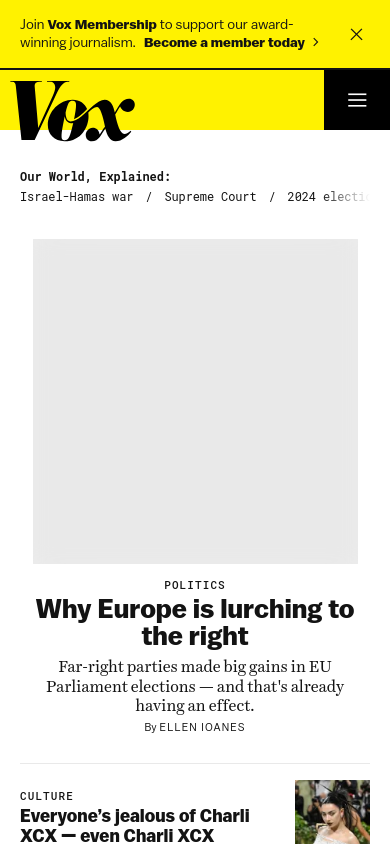 Join Vox Membership to support our award-
winning journalism. Become a member today
Vox
Our World, Explained:
Israel-Hamas war / Supreme Court / 2024 electi
POLITICS
Why Europe is lurching to
the right
Far-right parties made big gains in EU
Parliament elections — and that's already
having an effect.
By ELLEN IOANES
CULTURE
Everyone’s jealous of Charli
XCX — even Charli XCX